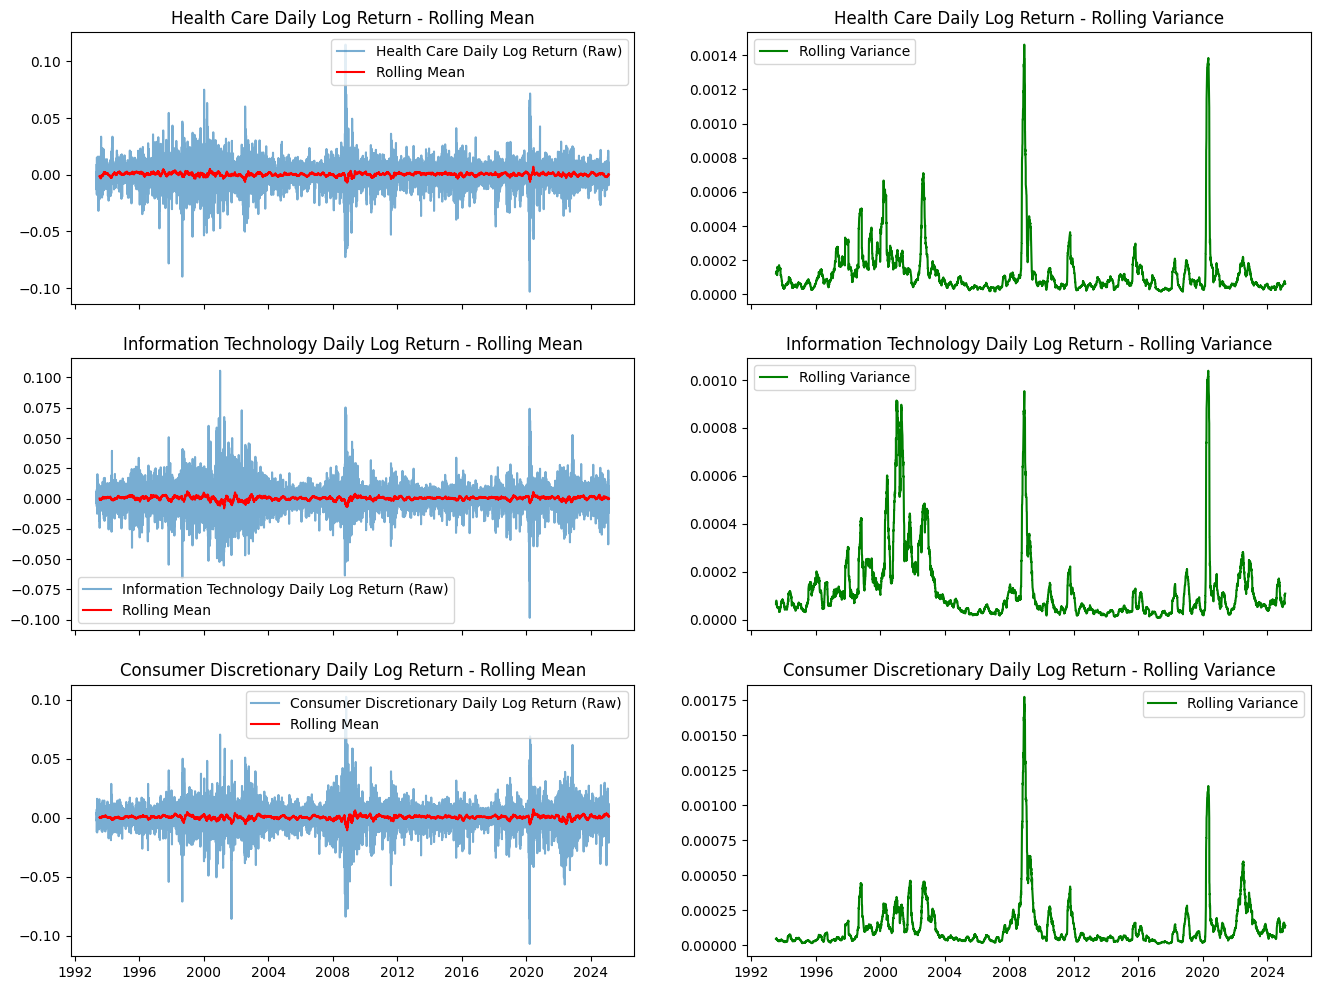 Health Care Daily Log Return - Rolling Mean
Health Care Daily Log Return (Raw)
Rolling Mean
0.10
0.05
0.00
−0.05
−0.10
Health Care Daily Log Return - Rolling Variance
Rolling Variance
0.0014
0.0012
0.0010
0.0008
0.0006
0.0004
0.0002
0.0000
Information Technology Daily Log Return - Rolling Mean
0.100
0.075
0.050
0.025
0.000
−0.025
−0.050
−0.075
−0.100
Information Technology Daily Log Return (Raw)
Rolling Mean
Information Technology Daily Log Return - Rolling Variance
Rolling Variance
0.0010
0.0008
0.0006
0.0004
0.0002
0.0000
Consumer Discretionary Daily Log Return - Rolling Mean
Consumer Discretionary Daily Log Return (Raw)
Rolling Mean
0.10
0.05
0.00
−0.05
−0.10
1992 1996 2000 2004 2008 2012 2016 2020 2024
Consumer Discretionary Daily Log Return - Rolling Variance
Rolling Variance
0.00175
0.00150
0.00125
0.00100
0.00075
0.00050
0.00025
0.00000
1992 1996 2000 2004 2008 2012 2016 2020 2024